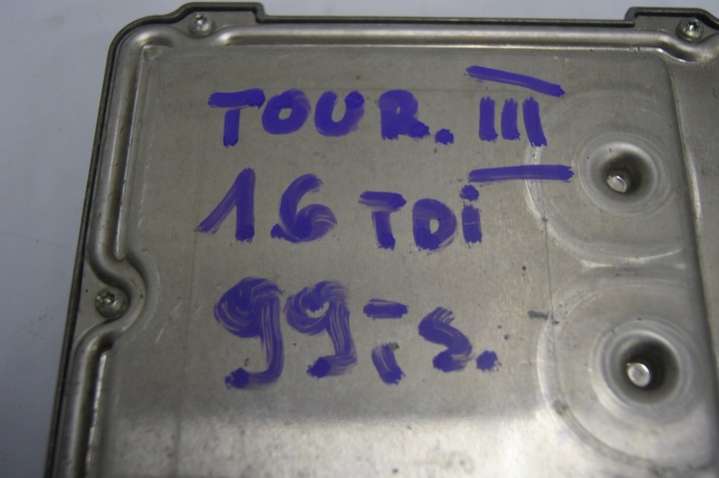 TOUR. III
1.6 TDi
99,- s.